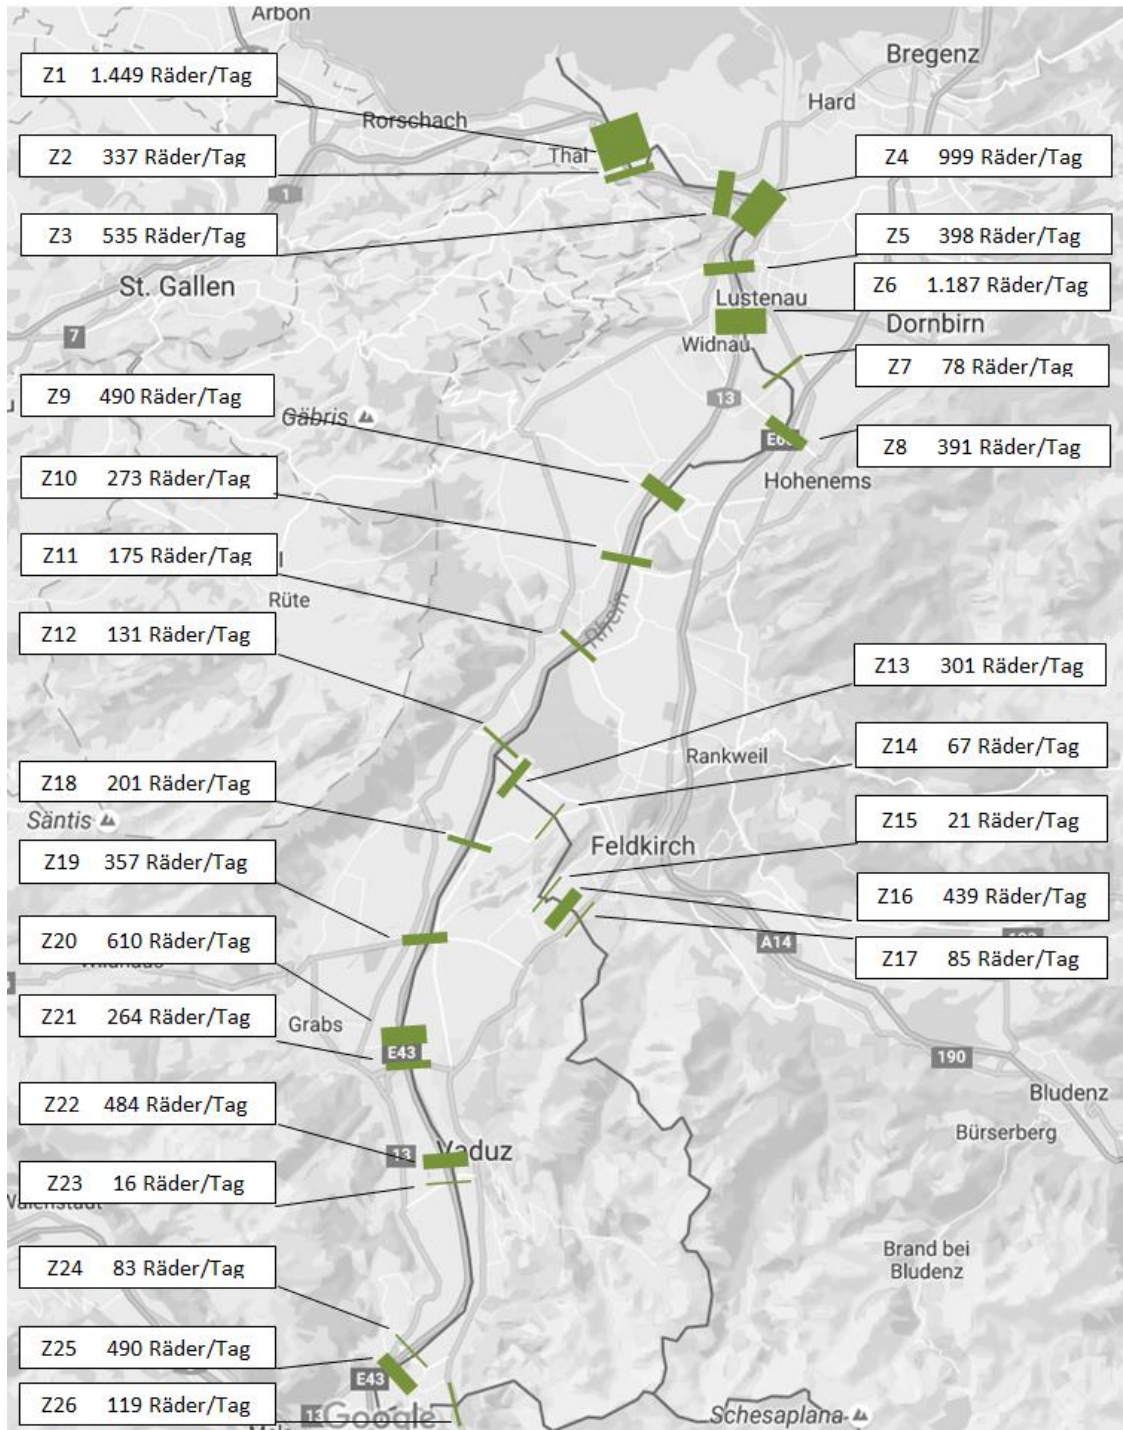 Arbon
Bregenz
Z1 1.449 Räder/Tag
Hard
Rorschach
Z2 337 Räder/Tag
Thal
Z4 999 Räder/Tag
1
Z3 535 Räder/Tag
Z5 398 Räder/Tag
St. Gallen
Z6 1.187 Räder/Tag
Lustenau
Dornbirn
7
Widnau
Z7 78 Räder/Tag
Z9 490 Räder/Tag
13
Gäbris
Z8 391 Räder/Tag
Z10 273 Räder/Tag
Hohenems
Z11 175 Räder/Tag
Rüte
Rhein
Z12 131 Räder/Tag
Z13 301 Räder/Tag
Z14 67 Räder/Tag
Rankweil
Z18 201 Räder/Tag
Säntis
Z15 21 Räder/Tag
Feldkirch
Z19 357 Räder/Tag
Z16 439 Räder/Tag
Z20 610 Räder/Tag
A14
Z17 85 Räder/Tag
Z21 264 Räder/Tag
Grabs
E43
190
Bludenz
Z22 484 Räder/Tag
Bürserberg
13
Vaduz
Z23 16 Räder/Tag
Z24 83 Räder/Tag
Brand bei
Bludenz
Z25 490 Räder/Tag
E43
Z26 119 Räder/Tag
13
Google
Schesaplana